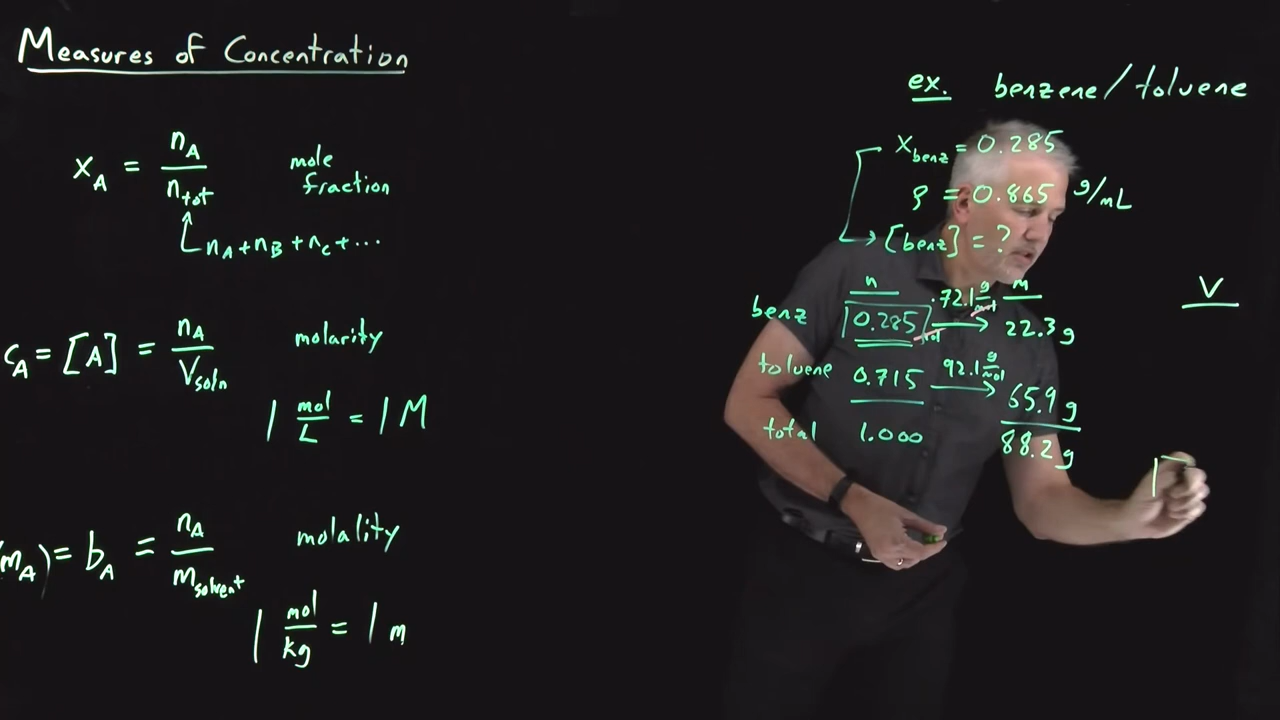 Measures of Concentration
x_A = n_A / n_tot   mole fraction
n_A + n_B + n_C + ...
c_A = [A] = n_A / V_soln   molarity
1 mol/L = 1 M
(m_A) = b_A = n_A / m_solvent   molality
1 mol/kg = 1 m
ex. benzene/toluene
x_benz = 0.285
ρ = 0.865 g/mL
[benz] = ?
n   m   V
benz   0.285 mol   · 72.1 g/mol →   22.3 g
toluene   0.715   92.1 g/mol →   65.9 g
total   1.000   88.2 g